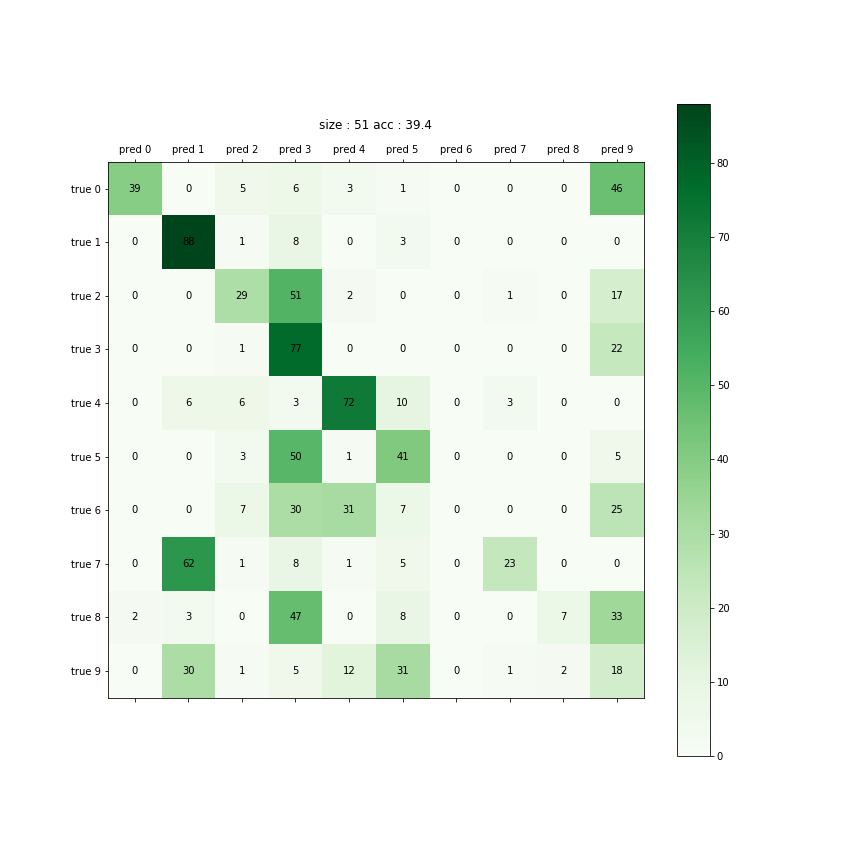 size : 51 acc : 39.4
pred 0 pred 1 pred 2 pred 3 pred 4 pred 5 pred 6 pred 7 pred 8 pred 9
true 0 39 0 5 6 3 1 0 0 0 46
true 1 0 88 1 8 0 3 0 0 0 0
true 2 0 0 29 51 2 0 0 1 0 17
true 3 0 0 1 77 0 0 0 0 0 22
true 4 0 6 6 3 72 10 0 3 0 0
true 5 0 0 3 50 1 41 0 0 0 5
true 6 0 0 7 30 31 7 0 0 0 25
true 7 0 62 1 8 1 5 0 23 0 0
true 8 2 3 0 47 0 8 0 0 7 33
true 9 0 30 1 5 12 31 0 1 2 18
80
70
60
50
40
30
20
10
0